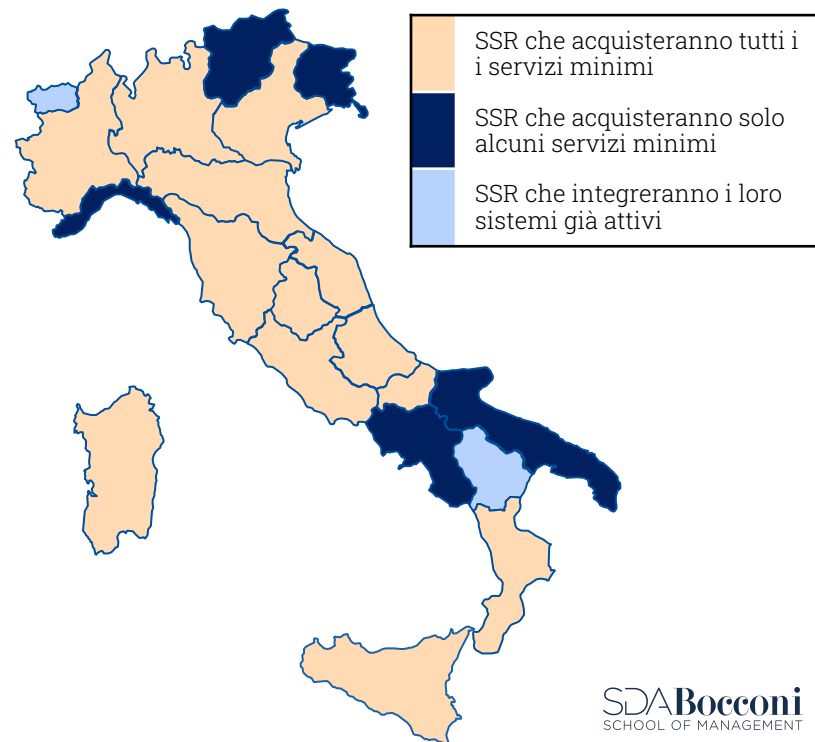 SSR che acquisteranno tutti i
i servizi minimi
SSR che acquisteranno solo
alcuni servizi minimi
SSR che integreranno i loro
sistemi già attivi
SDABocconi
SCHOOL OF MANAGEMENT